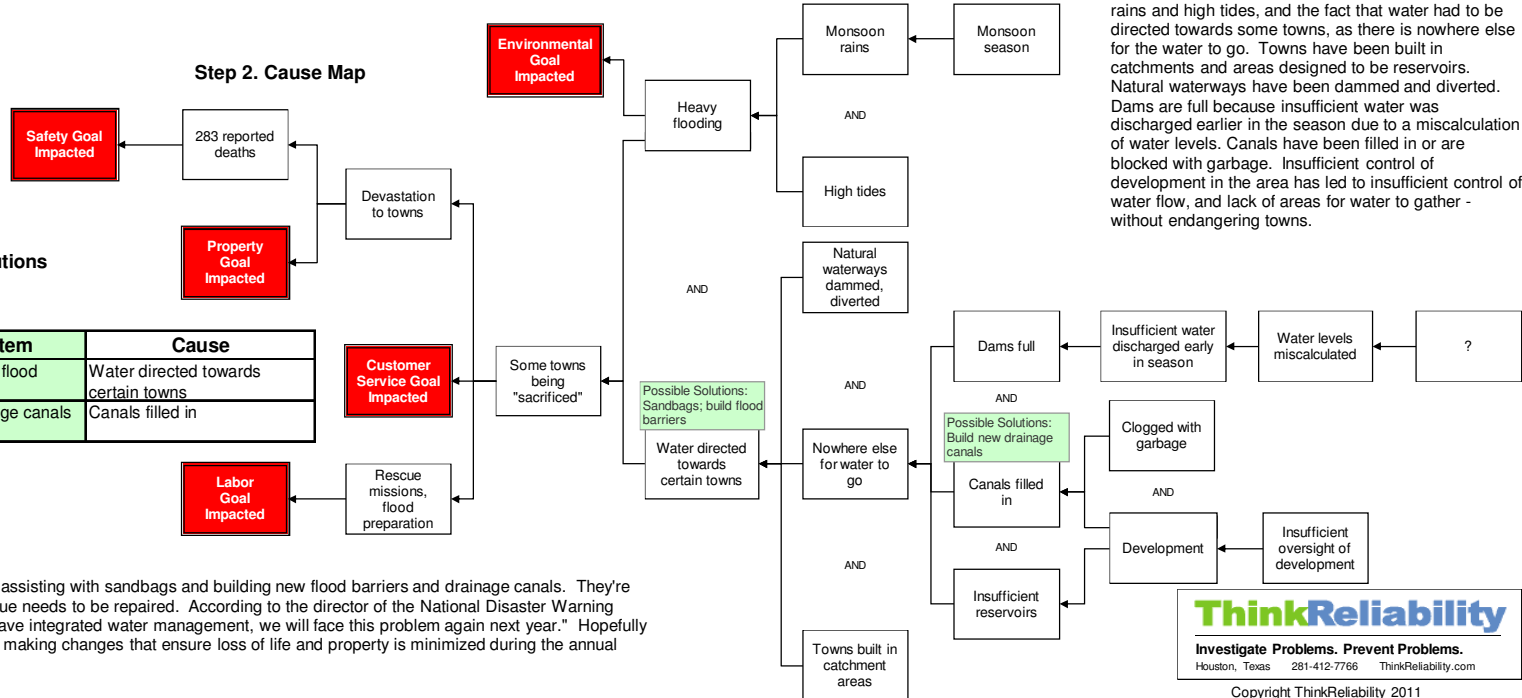 rains and high tides, and the fact that water had to be
directed towards some towns, as there is nowhere else
for the water to go. Towns have been built in
catchments and areas designed to be reservoirs.
Natural waterways have been dammed and diverted.
Dams are full because insufficient water was
discharged earlier in the season due to a miscalculation
of water levels. Canals have been filled in or are
blocked with garbage. Insufficient control of
development in the area has led to insufficient control of
water flow, and lack of areas for water to gather -
without endangering towns.
Step 2. Cause Map
Environmental
Goal
Impacted
Monsoon
rains
Monsoon
season
Heavy
flooding
AND
High tides
Safety Goal
Impacted
283 reported
deaths
Devastation
to towns
Property
Goal
Impacted
utions
AND
Natural
waterways
dammed,
diverted
tem
Cause
flood
Water directed towards
certain towns
ge canals
Canals filled in
Customer
Service Goal
Impacted
Some towns
being
"sacrificed"
Possible Solutions:
Sandbags; build flood
barriers
Water directed
towards
certain towns
AND
Nowhere else
for water to
go
Dams full
Insufficient water
discharged early
in season
Water levels
miscalculated
?
AND
Possible Solutions:
Build new drainage
canals
Canals filled
in
Clogged with
garbage
AND
Development
Insufficient
oversight of
development
AND
Insufficient
reservoirs
Labor
Goal
Impacted
Rescue
missions,
flood
preparation
AND
Towns built in
catchment
areas
assisting with sandbags and building new flood barriers and drainage canals. They're
ue needs to be repaired. According to the director of the National Disaster Warning
ave integrated water management, we will face this problem again next year." Hopefully
making changes that ensure loss of life and property is minimized during the annual
ThinkReliability
Investigate Problems. Prevent Problems.
Houston, Texas 281-412-7766 ThinkReliability.com
Copyright ThinkReliability 2011